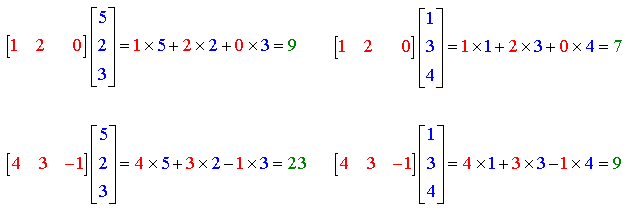 [1 2 0] [5 2 3] = 1 × 5 + 2 × 2 + 0 × 3 = 9
[1 2 0] [1 3 4] = 1 × 1 + 2 × 3 + 0 × 4 = 7
[4 3 −1] [5 2 3] = 4 × 5 + 3 × 2 − 1 × 3 = 23
[4 3 −1] [1 3 4] = 4 × 1 + 3 × 3 − 1 × 4 = 9